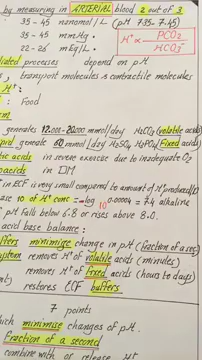 by measuring in ARTERIAL blood 2 out of 3
35 - 45 nanomol / L (pH 7.35 - 7.45)
35 - 45 mmHg.
22 - 26 mEq / L.
H⁺ ∝ PCO₂ / HCO₃⁻
processes depend on pH
, transport molecules & contractile molecules
H⁺:
: Food
generates 12.000-20.000 mmol/day H₂CO₃ (volatile acids)
generate 80 mmol/day H₂SO₄, H₃PO₄ (Fixed acids)
acids in severe exercise due to inadequate O₂
in DM
in ECF is very small compared to amount of H⁺ produced
10 of H⁺ conc = -log 10 0.00004 = 7.4 alkaline
pH falls below 6.8 or rises above 8.0.
acid base balance:
buffers minimize change in pH (fraction of a sec)
removes H⁺ of volatile acids (minutes)
removes H⁺ of fixed acids (hours to days)
restores ECF buffers
7 points
which minimise changes of pH.
fraction of a second
combine with or release H⁺